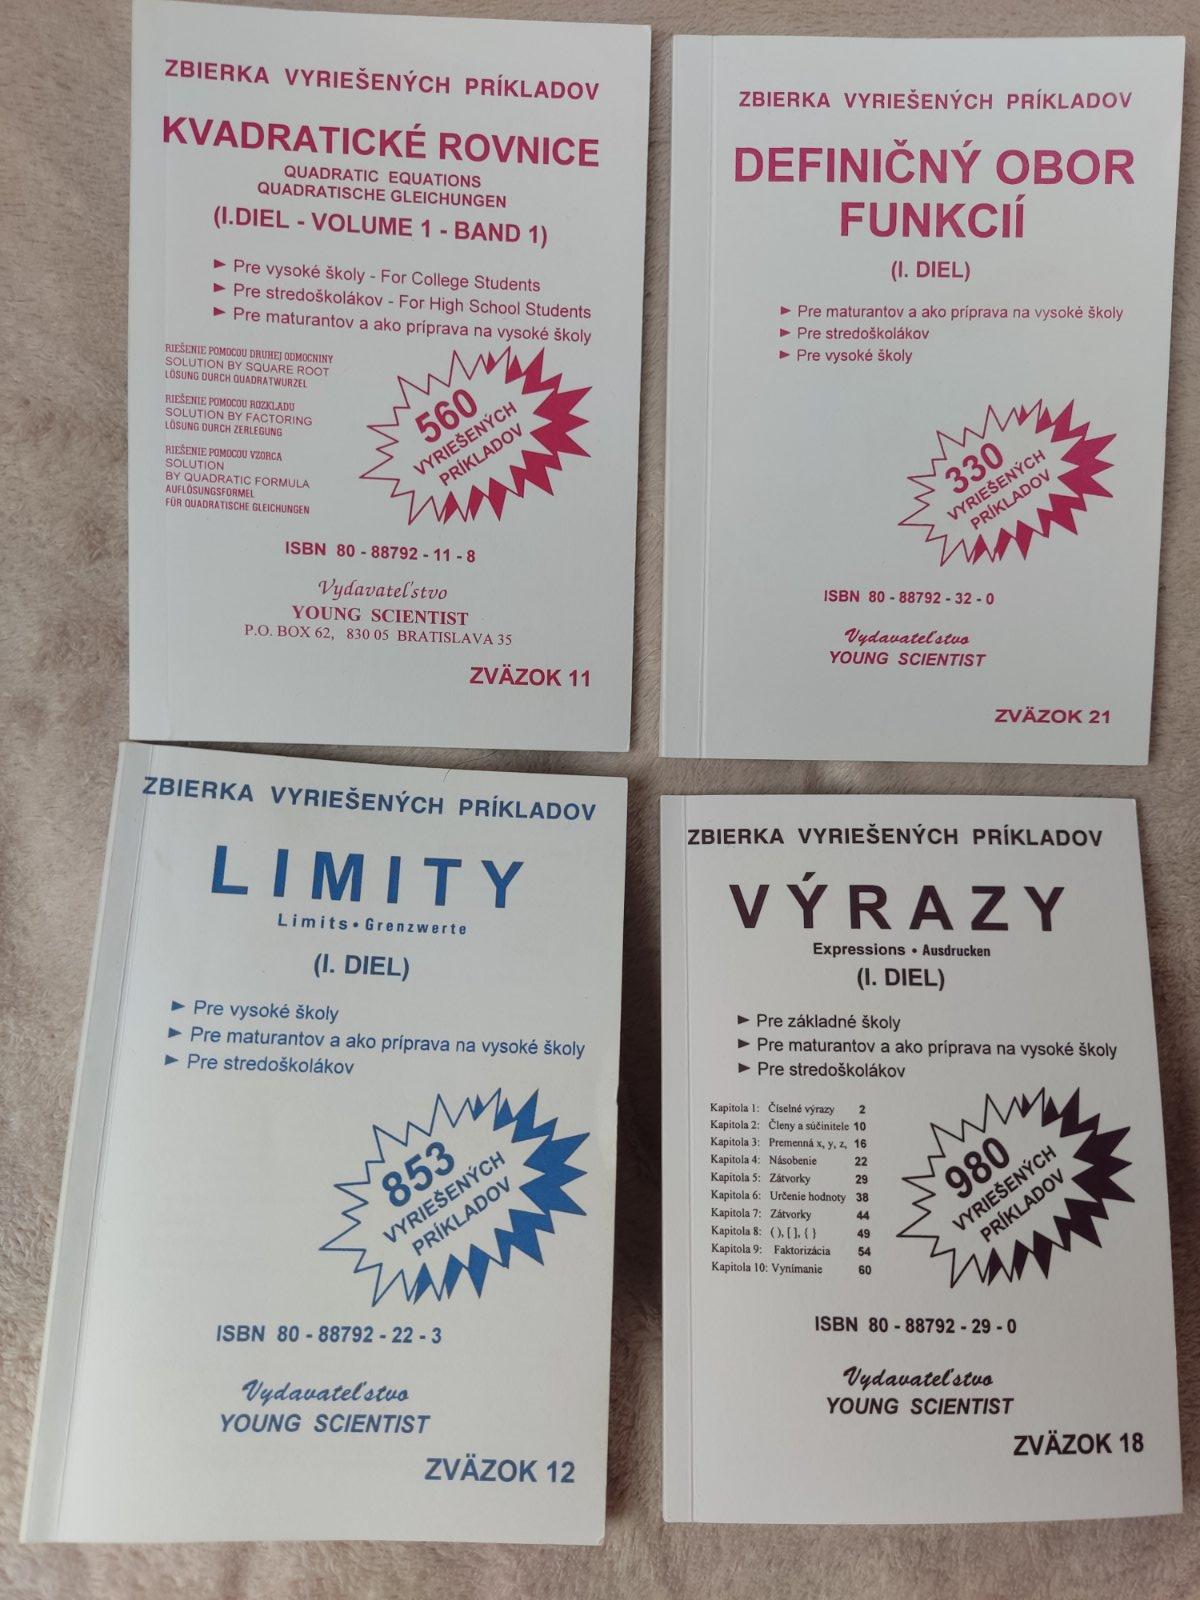 ZBIERKA VYRIEŠENÝCH PRÍKLADOV
KVADRATICKÉ ROVNICE
QUADRATIC EQUATIONS
QUADRATISCHE GLEICHUNGEN
(I.DIEL - VOLUME 1 - BAND 1)
► Pre vysoké školy - For College Students
► Pre stredoškolákov - For High School Students
► Pre maturantov a ako príprava na vysoké školy
RIEŠENIE POMOCOU DRUHEJ ODMOCNINY
SOLUTION BY SQUARE ROOT
LÖSUNG DURCH QUADRATWURZEL
RIEŠENIE POMOCOU ROZKLADU
SOLUTION BY FACTORING
LÖSUNG DURCH ZERLEGUNG
RIEŠENIE POMOCOU VZORCA
SOLUTION
BY QUADRATIC FORMULA
AUFLÖSUNGSFORMEL
FÜR QUADRATISCHE GLEICHUNGEN
560
VYRIEŠENÝCH
PRÍKLADOV
ISBN 80 - 88792 - 11 - 8
Vydavateľstvo
YOUNG SCIENTIST
P.O. BOX 62, 830 05 BRATISLAVA 35
ZVÄZOK 11
ZBIERKA VYRIEŠENÝCH PRÍKLADOV
DEFINIČNÝ OBOR
FUNKCIÍ
(I. DIEL)
► Pre maturantov a ako príprava na vysoké školy
► Pre stredoškolákov
► Pre vysoké školy
330
VYRIEŠENÝCH
PRÍKLADOV
ISBN 80 - 88792 - 32 - 0
Vydavateľstvo
YOUNG SCIENTIST
ZVÄZOK 21
ZBIERKA VYRIEŠENÝCH PRÍKLADOV
LIMITY
Limits • Grenzwerte
(I. DIEL)
► Pre vysoké školy
► Pre maturantov a ako príprava na vysoké školy
► Pre stredoškolákov
853
VYRIEŠENÝCH
PRÍKLADOV
ISBN 80 - 88792 - 22 - 3
Vydavateľstvo
YOUNG SCIENTIST
ZVÄZOK 12
ZBIERKA VYRIEŠENÝCH PRÍKLADOV
VÝRAZY
Expressions • Ausdrucken
(I. DIEL)
► Pre základné školy
► Pre maturantov a ako príprava na vysoké školy
► Pre stredoškolákov
Kapitola 1: Číselné výrazy 2
Kapitola 2: Členy a súčinitele 10
Kapitola 3: Premenná x, y, z, 16
Kapitola 4: Násobenie 22
Kapitola 5: Zátvorky 29
Kapitola 6: Určenie hodnoty 38
Kapitola 7: Zátvorky 44
Kapitola 8: ( ), [ ], { } 49
Kapitola 9: Faktorizácia 54
Kapitola 10: Vynímanie 60
980
VYRIEŠENÝCH
PRÍKLADOV
ISBN 80 - 88792 - 29 - 0
Vydavateľstvo
YOUNG SCIENTIST
ZVÄZOK 18